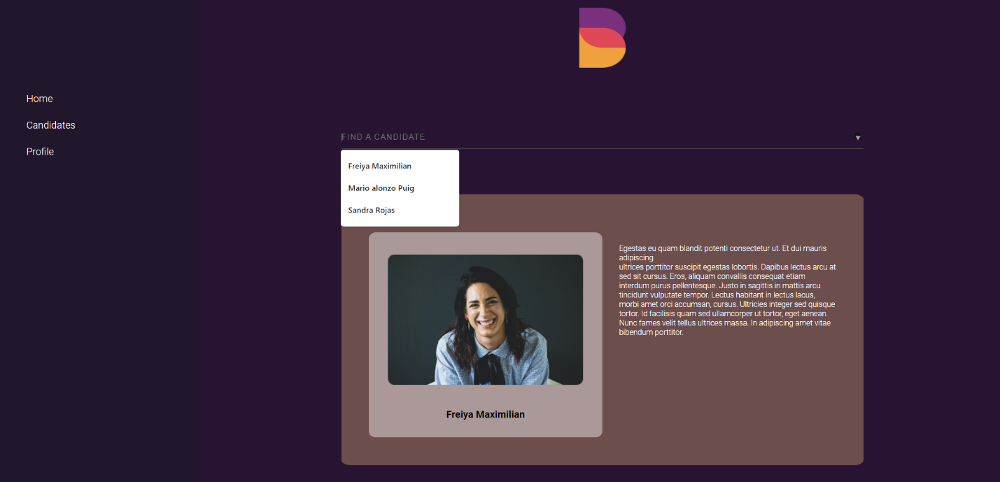 Home
Candidates
Profile
FIND A CANDIDATE
Freiya Maximilian
Mario alonzo Puig
Sandra Rojas
Freiya Maximilian
Egestas eu quam blandit potenti consectetur ut. Et dui mauris
adipiscing
ultrices porttitor suscipit egestas lobortis. Dapibus lectus arcu at
sed sit cursus. Eros, aliquam convallis consequat etiam
interdum purus pellentesque. Justo in sagittis in mattis arcu
tincidunt vulputate tempor. Lectus habitant in lectus lacus,
morbi amet orci accumsan, cursus. Ultricies integer sed quisque
tortor. Id facilisis quam sed ullamcorper ut tortor, eget aenean.
Nunc fames velit tellus ultrices massa. In adipiscing amet vitae
bibendum porttitor.